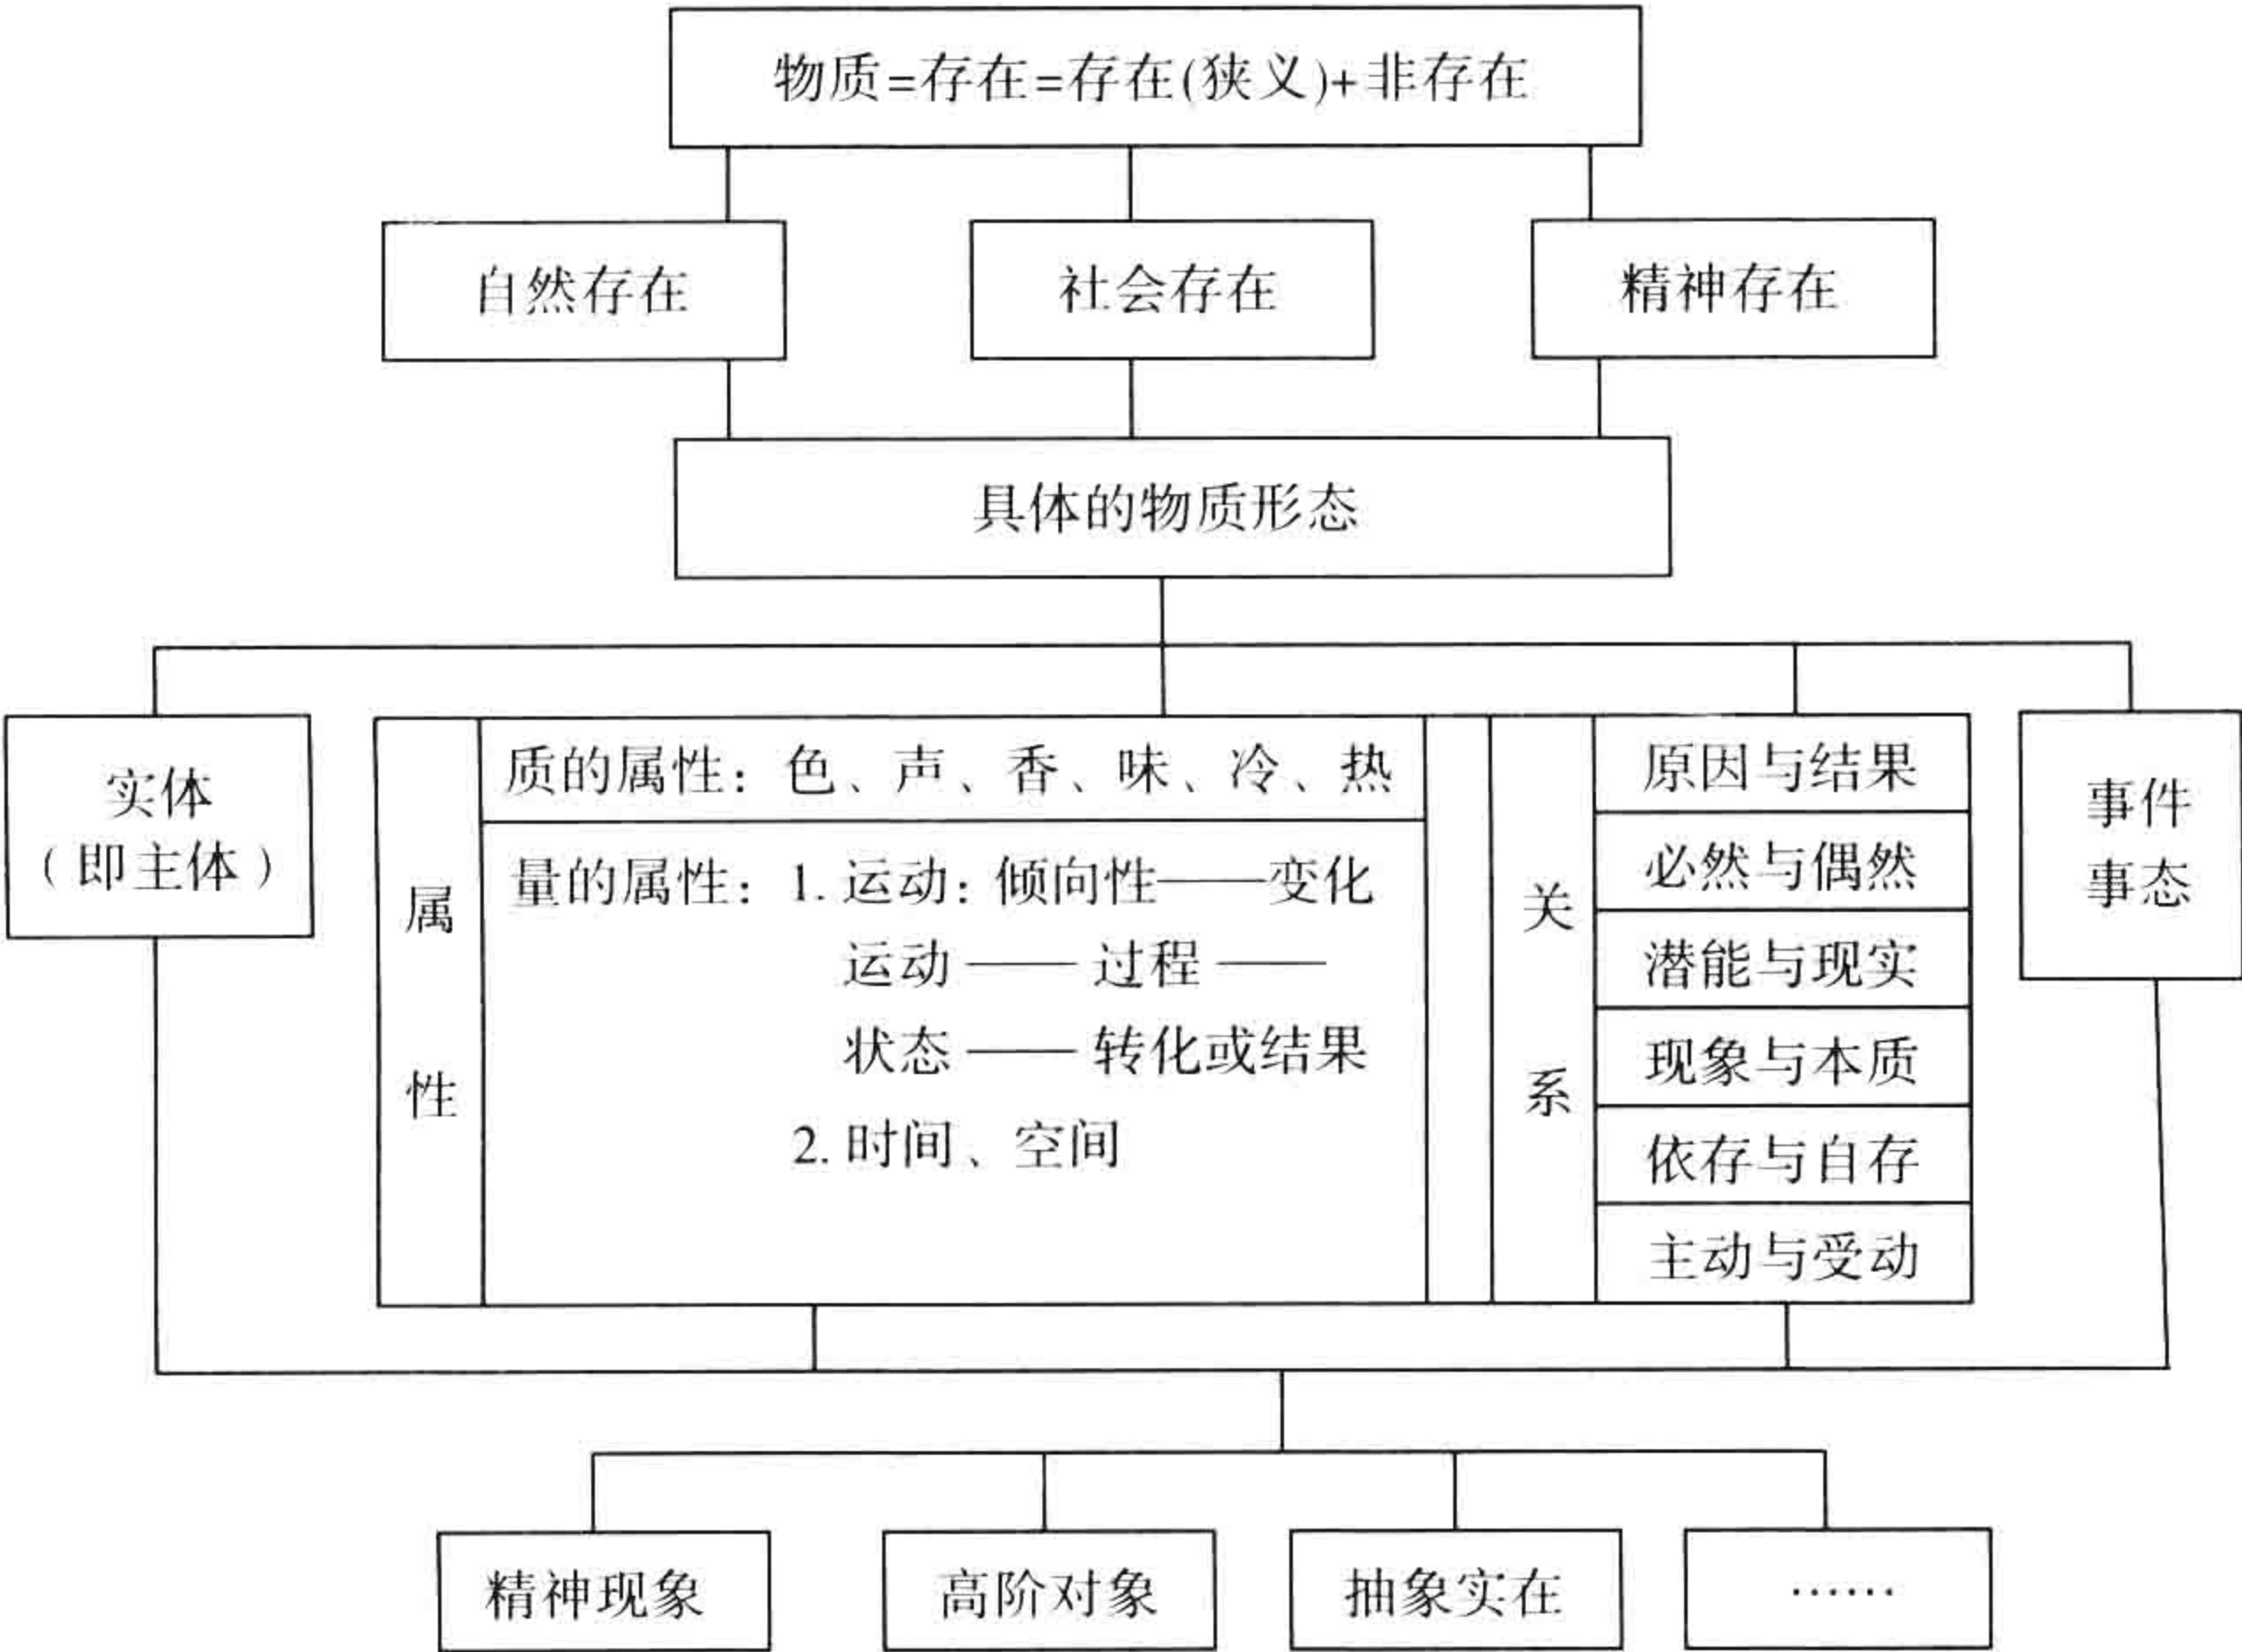 物质=存在=存在(狭义)+非存在
自然存在
社会存在
精神存在
具体的物质形态
实体
（即主体）
属性
质的属性：色、声、香、味、冷、热
量的属性：1. 运动：倾向性——变化
运动 —— 过程 ——
状态 —— 转化或结果
2. 时间、空间
关系
原因与结果
必然与偶然
潜能与现实
现象与本质
依存与自存
主动与受动
事件
事态
精神现象
高阶对象
抽象实在
……